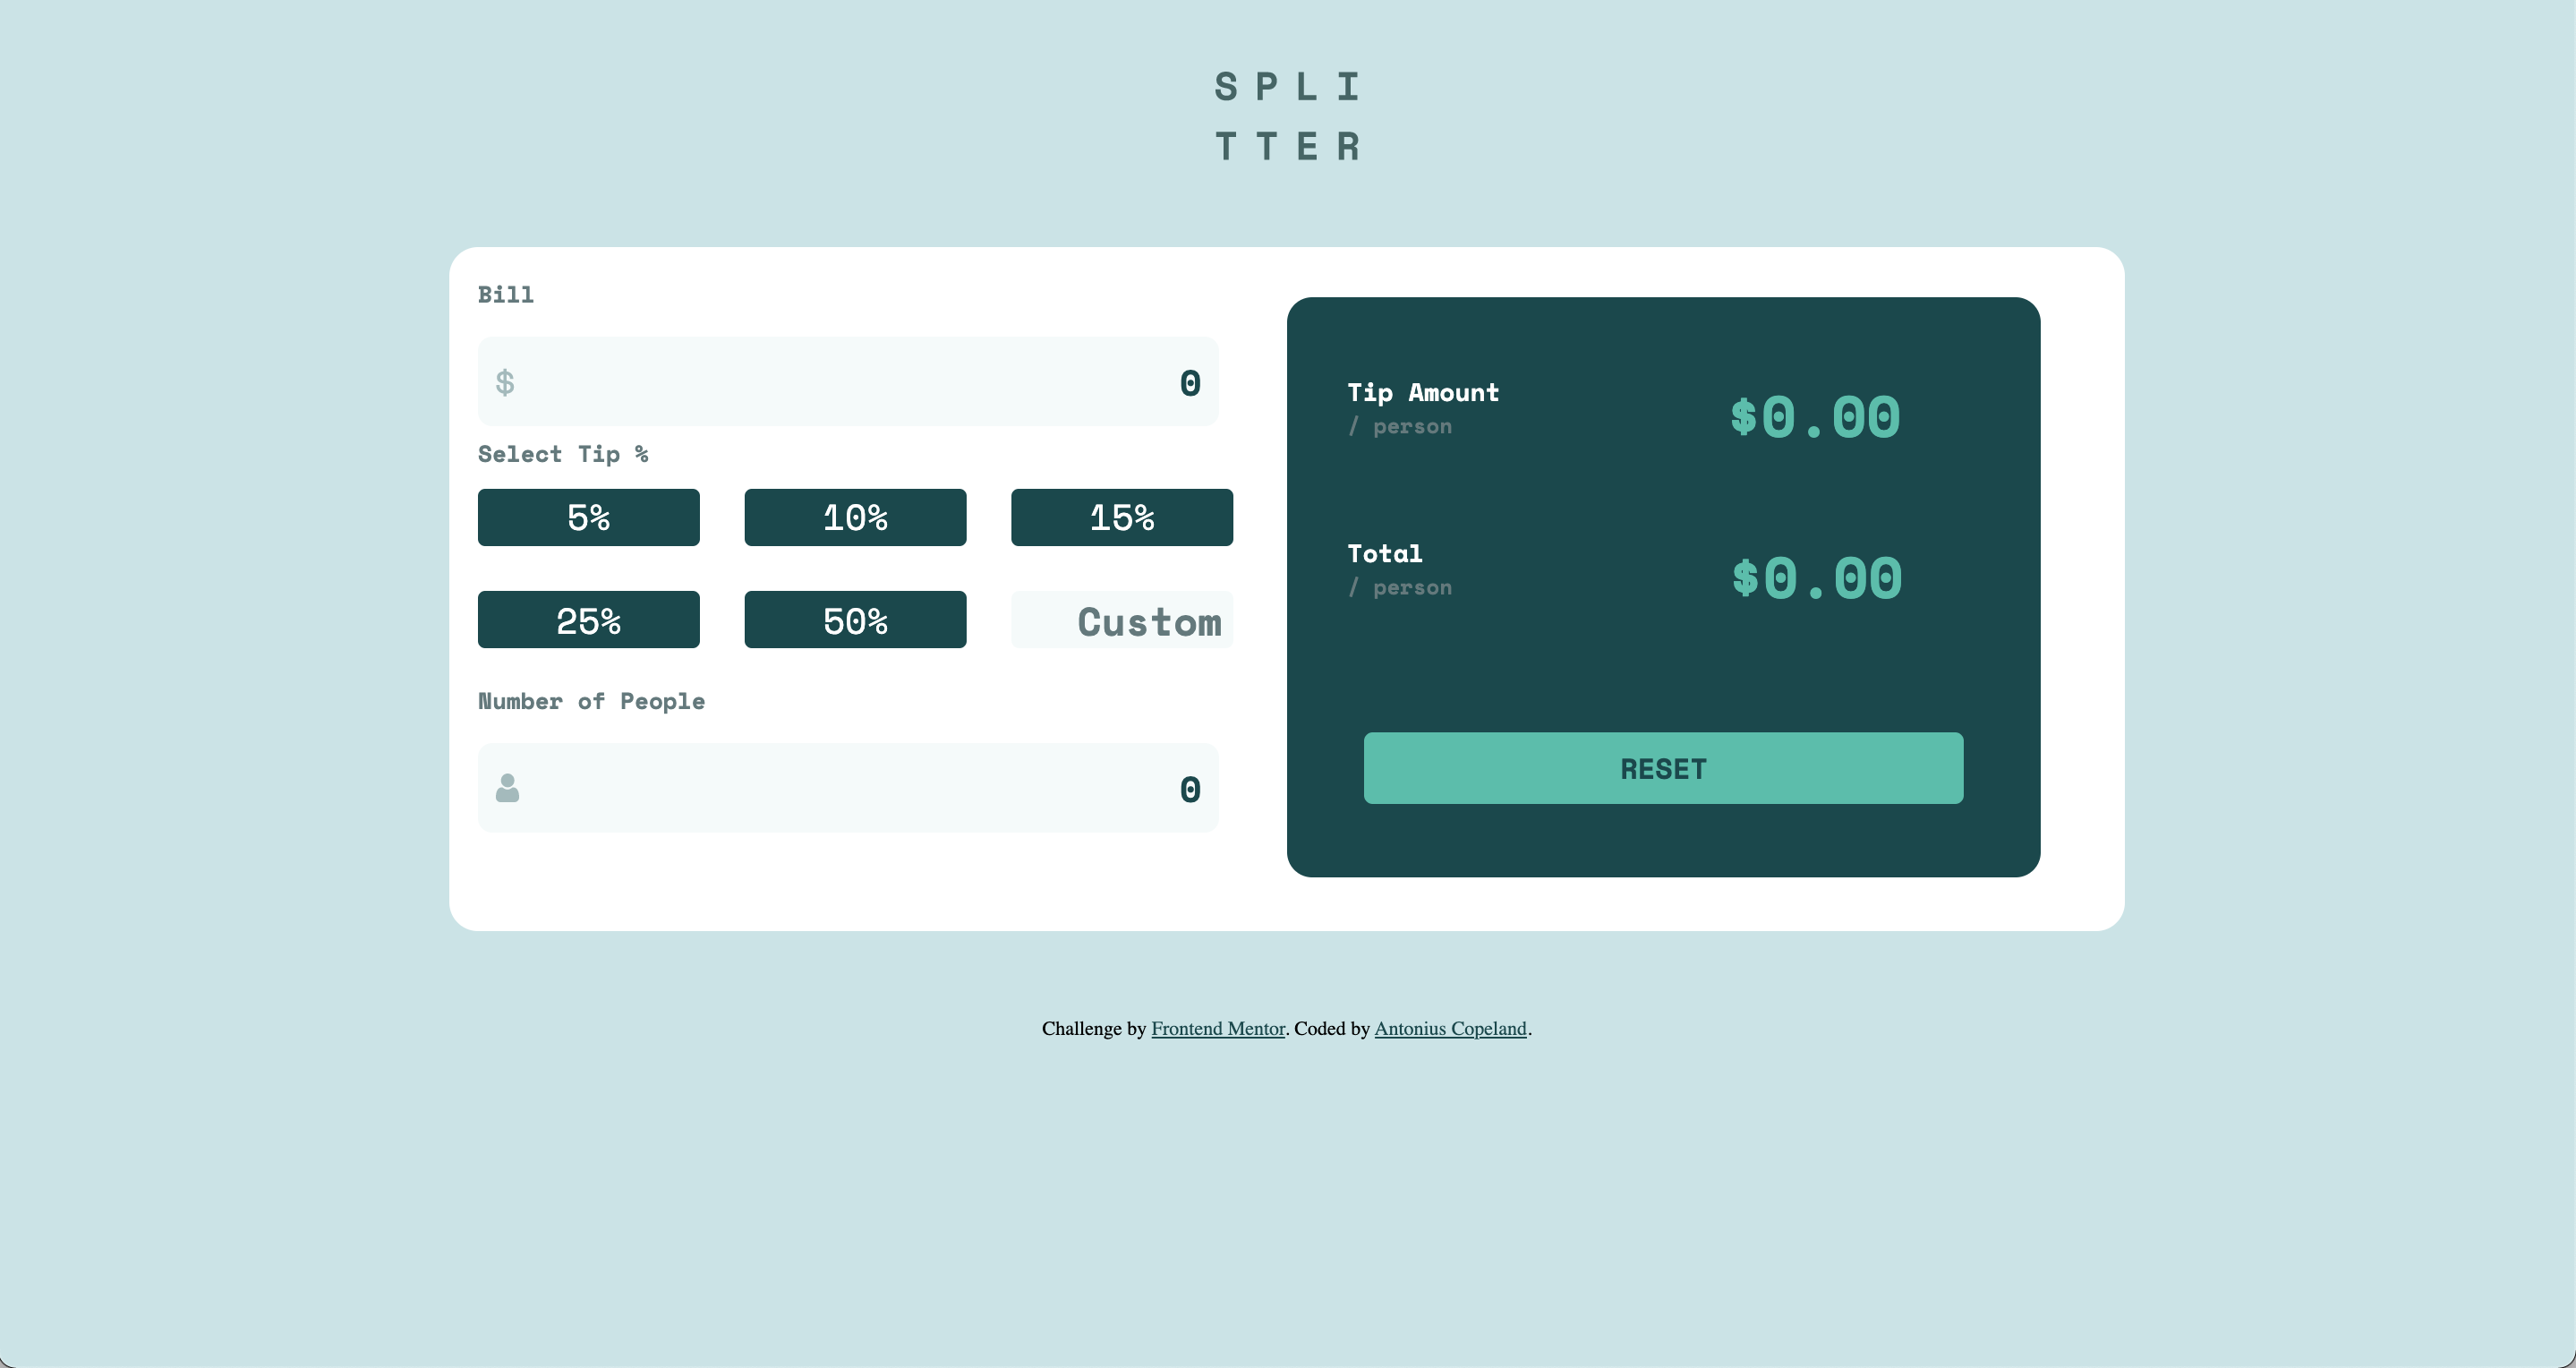 SPLI
TTER
Bill
$ 0
Select Tip %
5% 10% 15%
25% 50% Custom
Number of People
0
Tip Amount
/ person
$0.00
Total
/ person
$0.00
RESET
Challenge by Frontend Mentor. Coded by Antonius Copeland.